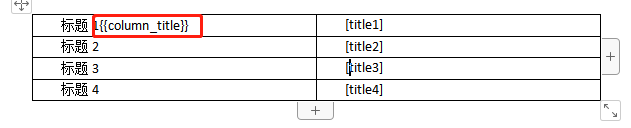 标题 1{{column_title}} [title1]
标题 2 [title2]
标题 3 [title3]
标题 4 [title4]